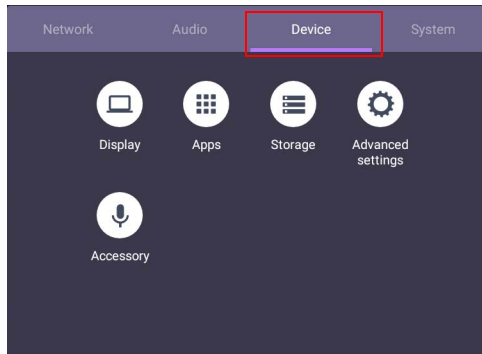 Network Audio Device System
Display Apps Storage Advanced
settings
Accessory